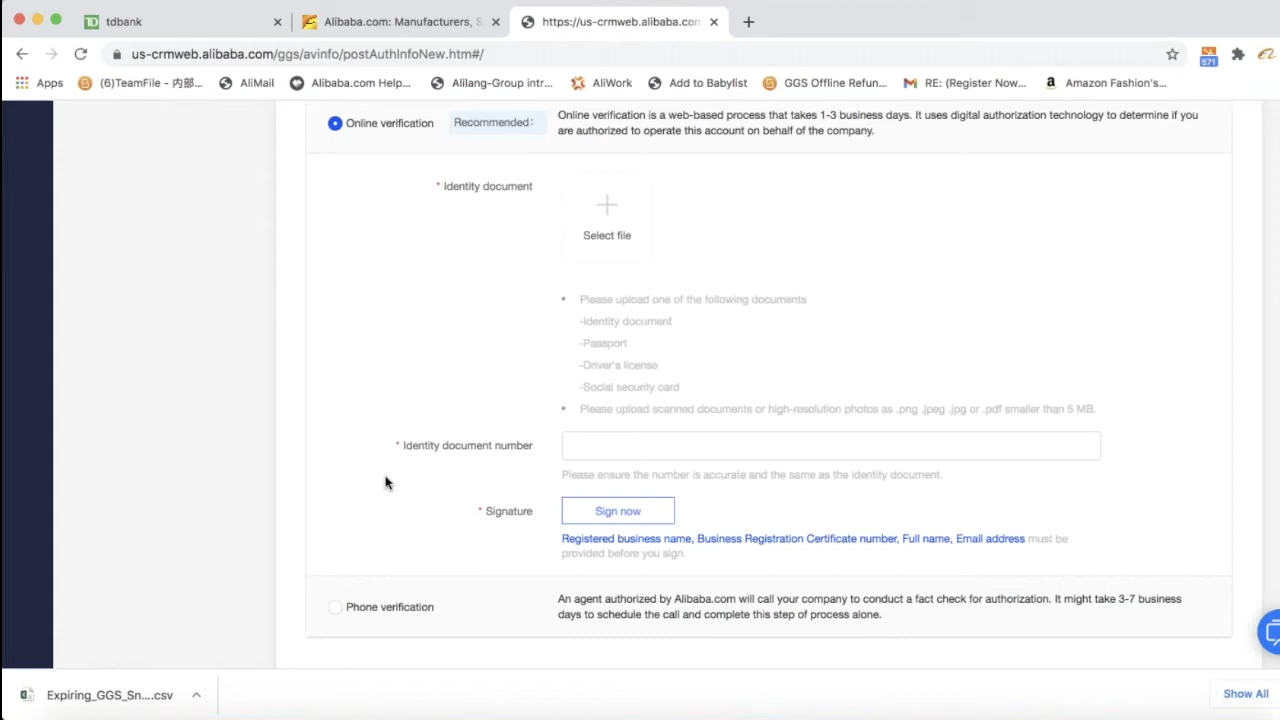 tdbank
Alibaba.com: Manufacturers, S
https://us-crmweb.alibaba.con
us-crmweb.alibaba.com/ggs/avinfo/postAuthInfoNew.htm#/
571
Apps
(6)TeamFile - 内部...
AliMail
Alibaba.com Help...
Alilang-Group intr...
AliWork
Add to Babylist
GGS Offline Refun...
RE: (Register Now...
Amazon Fashion's...
Online verification
Recommended:
Online verification is a web-based process that takes 1-3 business days. It uses digital authorization technology to determine if you
are authorized to operate this account on behalf of the company.
* Identity document
Select file
• Please upload one of the following documents
-Identity document
-Passport
-Driver's license
-Social security card
• Please upload scanned documents or high-resolution photos as .png .jpeg .jpg or .pdf smaller than 5 MB.
* Identity document number
Please ensure the number is accurate and the same as the identity document.
* Signature
Sign now
Registered business name, Business Registration Certificate number, Full name, Email address must be
provided before you sign.
Phone verification
An agent authorized by Alibaba.com will call your company to conduct a fact check for authorization. It might take 3-7 business
days to schedule the call and complete this step of process alone.
Expiring_GGS_Sn....csv
Show All